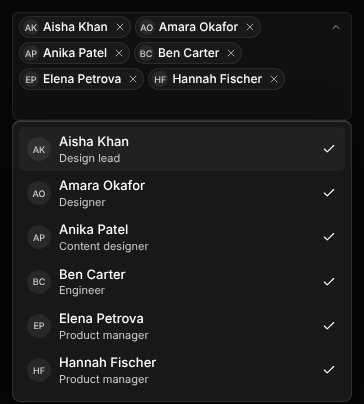 AK Aisha Khan × AO Amara Okafor ×
AP Anika Patel × BC Ben Carter ×
EP Elena Petrova × HF Hannah Fischer ×
AK Aisha Khan
Design lead
AO Amara Okafor
Designer
AP Anika Patel
Content designer
BC Ben Carter
Engineer
EP Elena Petrova
Product manager
HF Hannah Fischer
Product manager